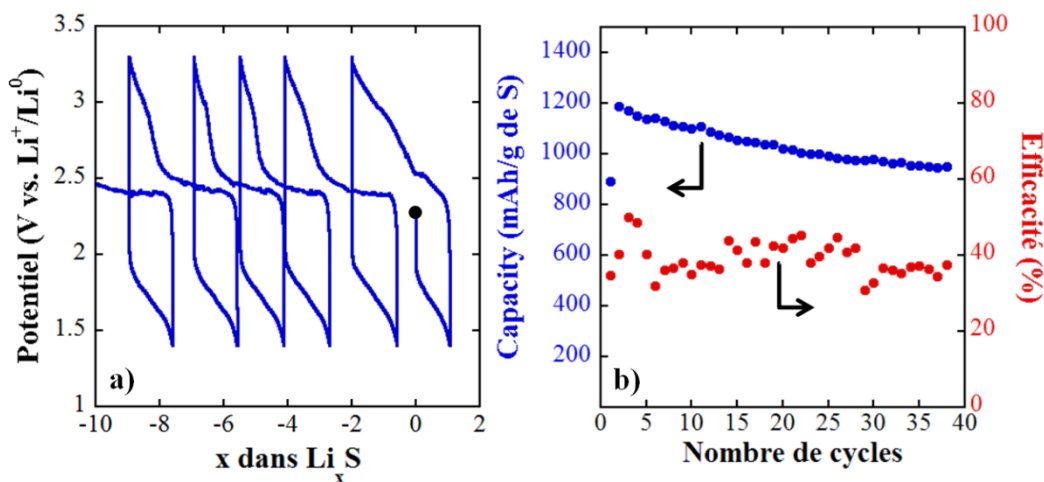 Potentiel (V vs. Li⁺/Li⁰)
3.5
3
2.5
2
1.5
1
a)
-10 -8 -6 -4 -2 0 2
x dans LiₓS
Capacity (mAh/g de S)
1400
1200
1000
800
600
400
200
b)
100
80
60
40
20
0
Efficacité (%)
0 5 10 15 20 25 30 35 40
Nombre de cycles